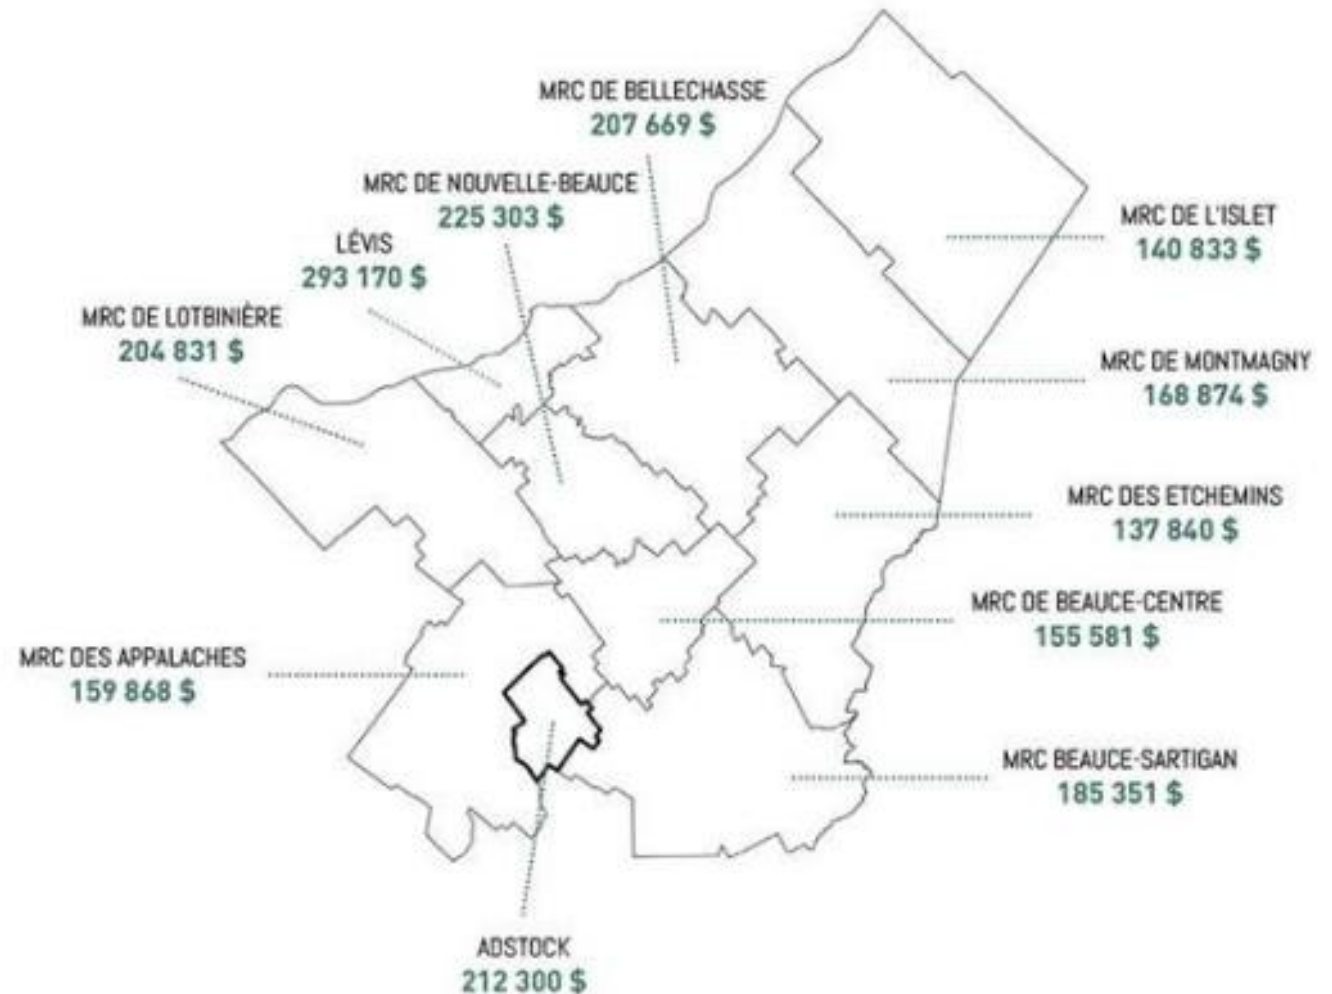 MRC DE BELLECHASSE
207 669 $
MRC DE NOUVELLE-BEAUCE
225 303 $
LÉVIS
293 170 $
MRC DE LOTBINIÈRE
204 831 $
MRC DE L'ISLET
140 833 $
MRC DE MONTMAGNY
168 874 $
MRC DES ETCHEMINS
137 840 $
MRC DE BEAUCE-CENTRE
155 581 $
MRC DES APPALACHES
159 868 $
MRC BEAUCE-SARTIGAN
185 351 $
ADSTOCK
212 300 $